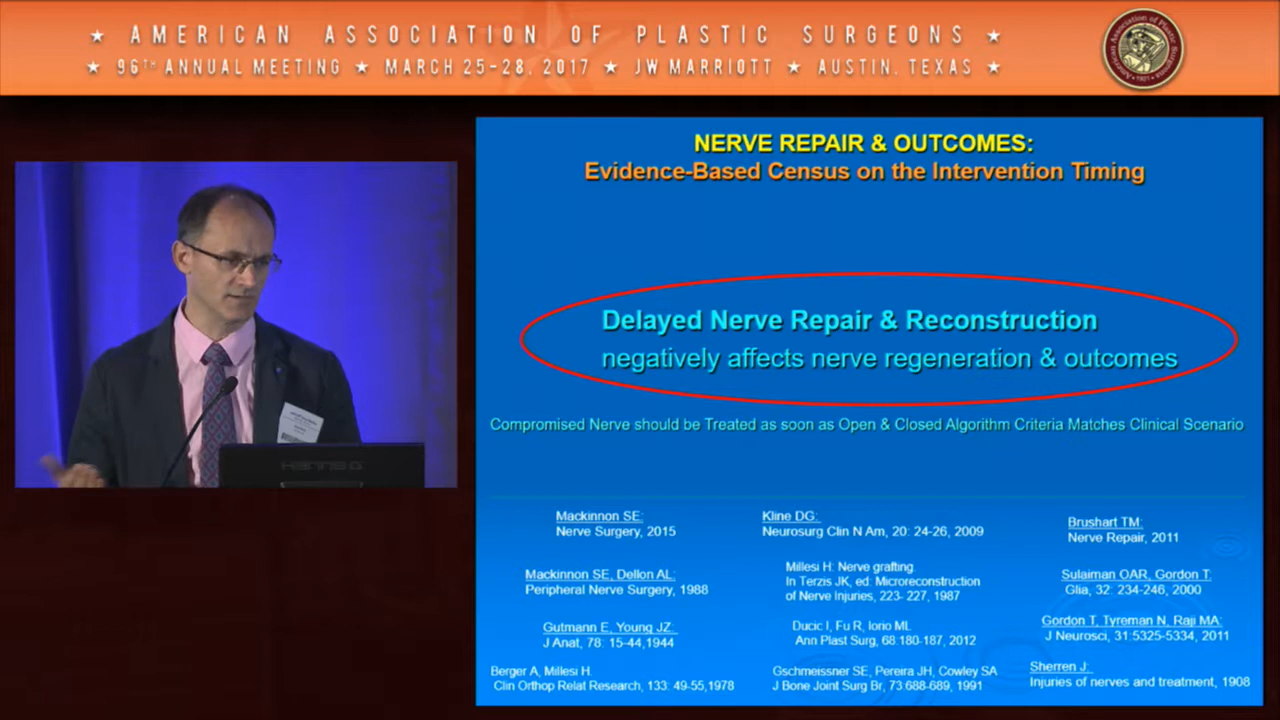 ★ AMERICAN ASSOCIATION OF PLASTIC SURGEONS ★
★ 96TH ANNUAL MEETING ★ MARCH 25-28, 2017 ★ JW MARRIOTT ★ AUSTIN, TEXAS ★
NERVE REPAIR & OUTCOMES:
Evidence-Based Census on the Intervention Timing
Delayed Nerve Repair & Reconstruction
negatively affects nerve regeneration & outcomes
Compromised Nerve should be Treated as soon as Open & Closed Algorithm Criteria Matches Clinical Scenario
Mackinnon SE:
Nerve Surgery, 2015
Mackinnon SE, Dellon AL:
Peripheral Nerve Surgery, 1988
Gutmann E, Young JZ:
J Anat, 78: 15-44,1944
Berger A, Millesi H.
Clin Orthop Relat Research, 133: 49-55,1978
Kline DG:
Neurosurg Clin N Am, 20: 24-26, 2009
Millesi H: Nerve grafting.
In Terzis JK, ed: Microreconstruction
of Nerve Injuries, 223- 227, 1987
Ducic I, Fu R, Iorio ML
Ann Plast Surg, 68:180-187, 2012
Gschmeissner SE, Pereira JH, Cowley SA
J Bone Joint Surg Br, 73:688-689, 1991
Brushart TM:
Nerve Repair, 2011
Sulaiman OAR, Gordon T:
Glia, 32: 234-246, 2000
Gordon T, Tyreman N, Raji MA:
J Neurosci, 31:5325-5334, 2011
Sherren J:
Injuries of nerves and treatment, 1908